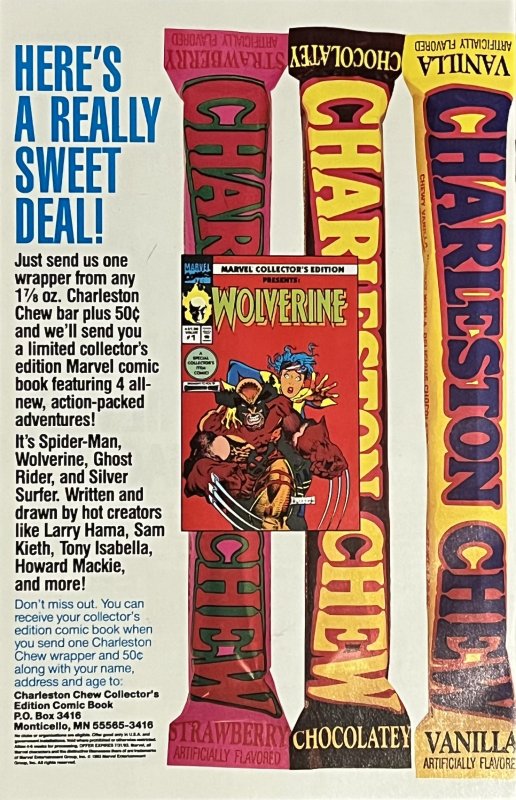 HERE'S
A REALLY
SWEET
DEAL!
Just send us one
wrapper from any
1⅞ oz. Charleston
Chew bar plus 50¢
and we'll send you
a limited collector's
edition Marvel comic
book featuring 4 all-
new, action-packed
adventures!
It's Spider-Man,
Wolverine, Ghost
Rider, and Silver
Surfer. Written and
drawn by hot creators
like Larry Hama, Sam
Kieth, Tony Isabella,
Howard Mackie,
and more!
Don't miss out. You can
receive your collector's
edition comic book when
you send one Charleston
Chew wrapper and 50¢
along with your name,
address and age to:
Charleston Chew Collector's
Edition Comic Book
P.O. Box 3416
Monticello, MN 55565-3416
STRAWBERRY
ARTIFICIALLY FLAVORED
CHARLESTON CHEW
STRAWBERRY
ARTIFICIALLY FLAVORED
CHOCOLATEY
CHARLESTON CHEW
CHOCOLATEY
VANILLA
ARTIFICIALLY FLAVORED
CHARLESTON CHEW
VANILLA
ARTIFICIALLY FLAVORE
MARVEL
MARVEL COLLECTOR'S EDITION
PRESENTS:
WOLVERINE
#1
A
SPECIAL
COLLECTOR'S
ITEM
COMIC!